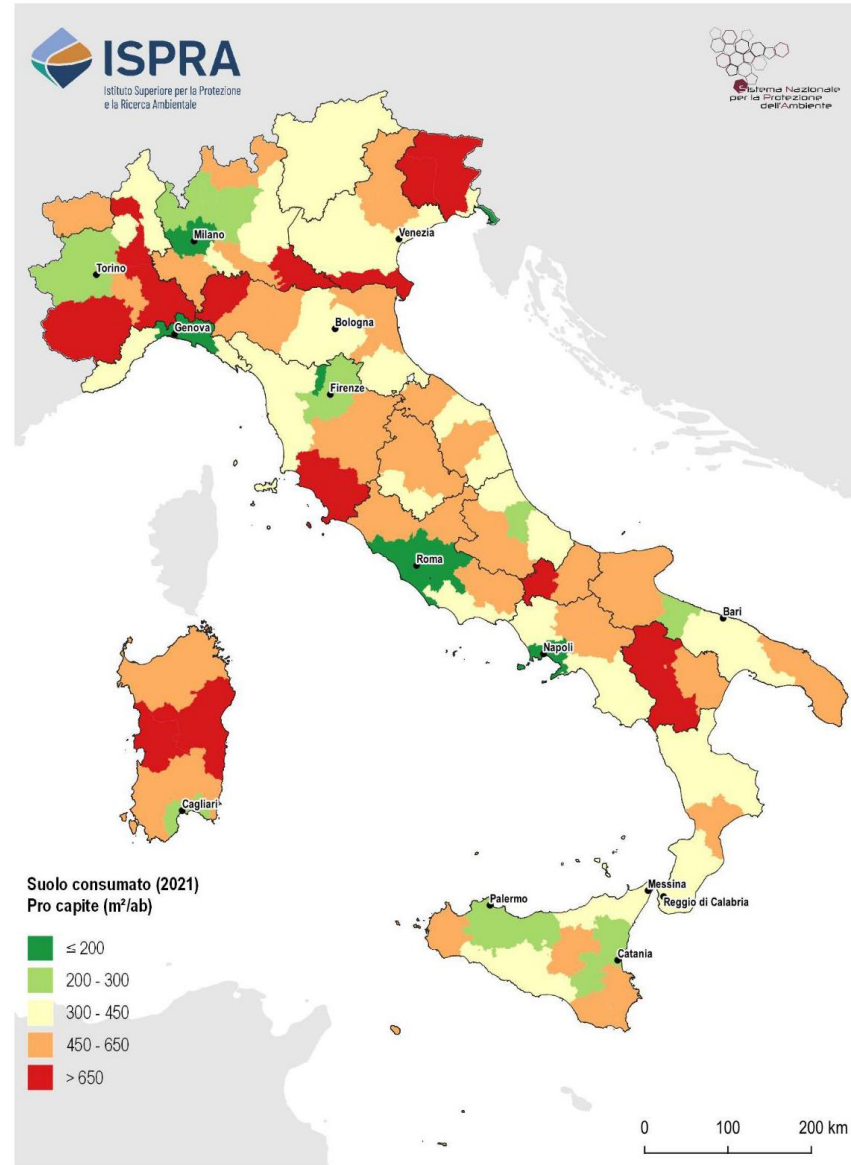 ISPRA
Istituto Superiore per la Protezione
e la Ricerca Ambientale
Sistema Nazionale
per la Protezione
dell'Ambiente
Milano
Venezia
Torino
Genova
Bologna
Firenze
Roma
Bari
Napoli
Cagliari
Messina
Palermo
Reggio di Calabria
Catania
Suolo consumato (2021)
Pro capite (m²/ab)
≤ 200
200 - 300
300 - 450
450 - 650
> 650
0 100 200 km